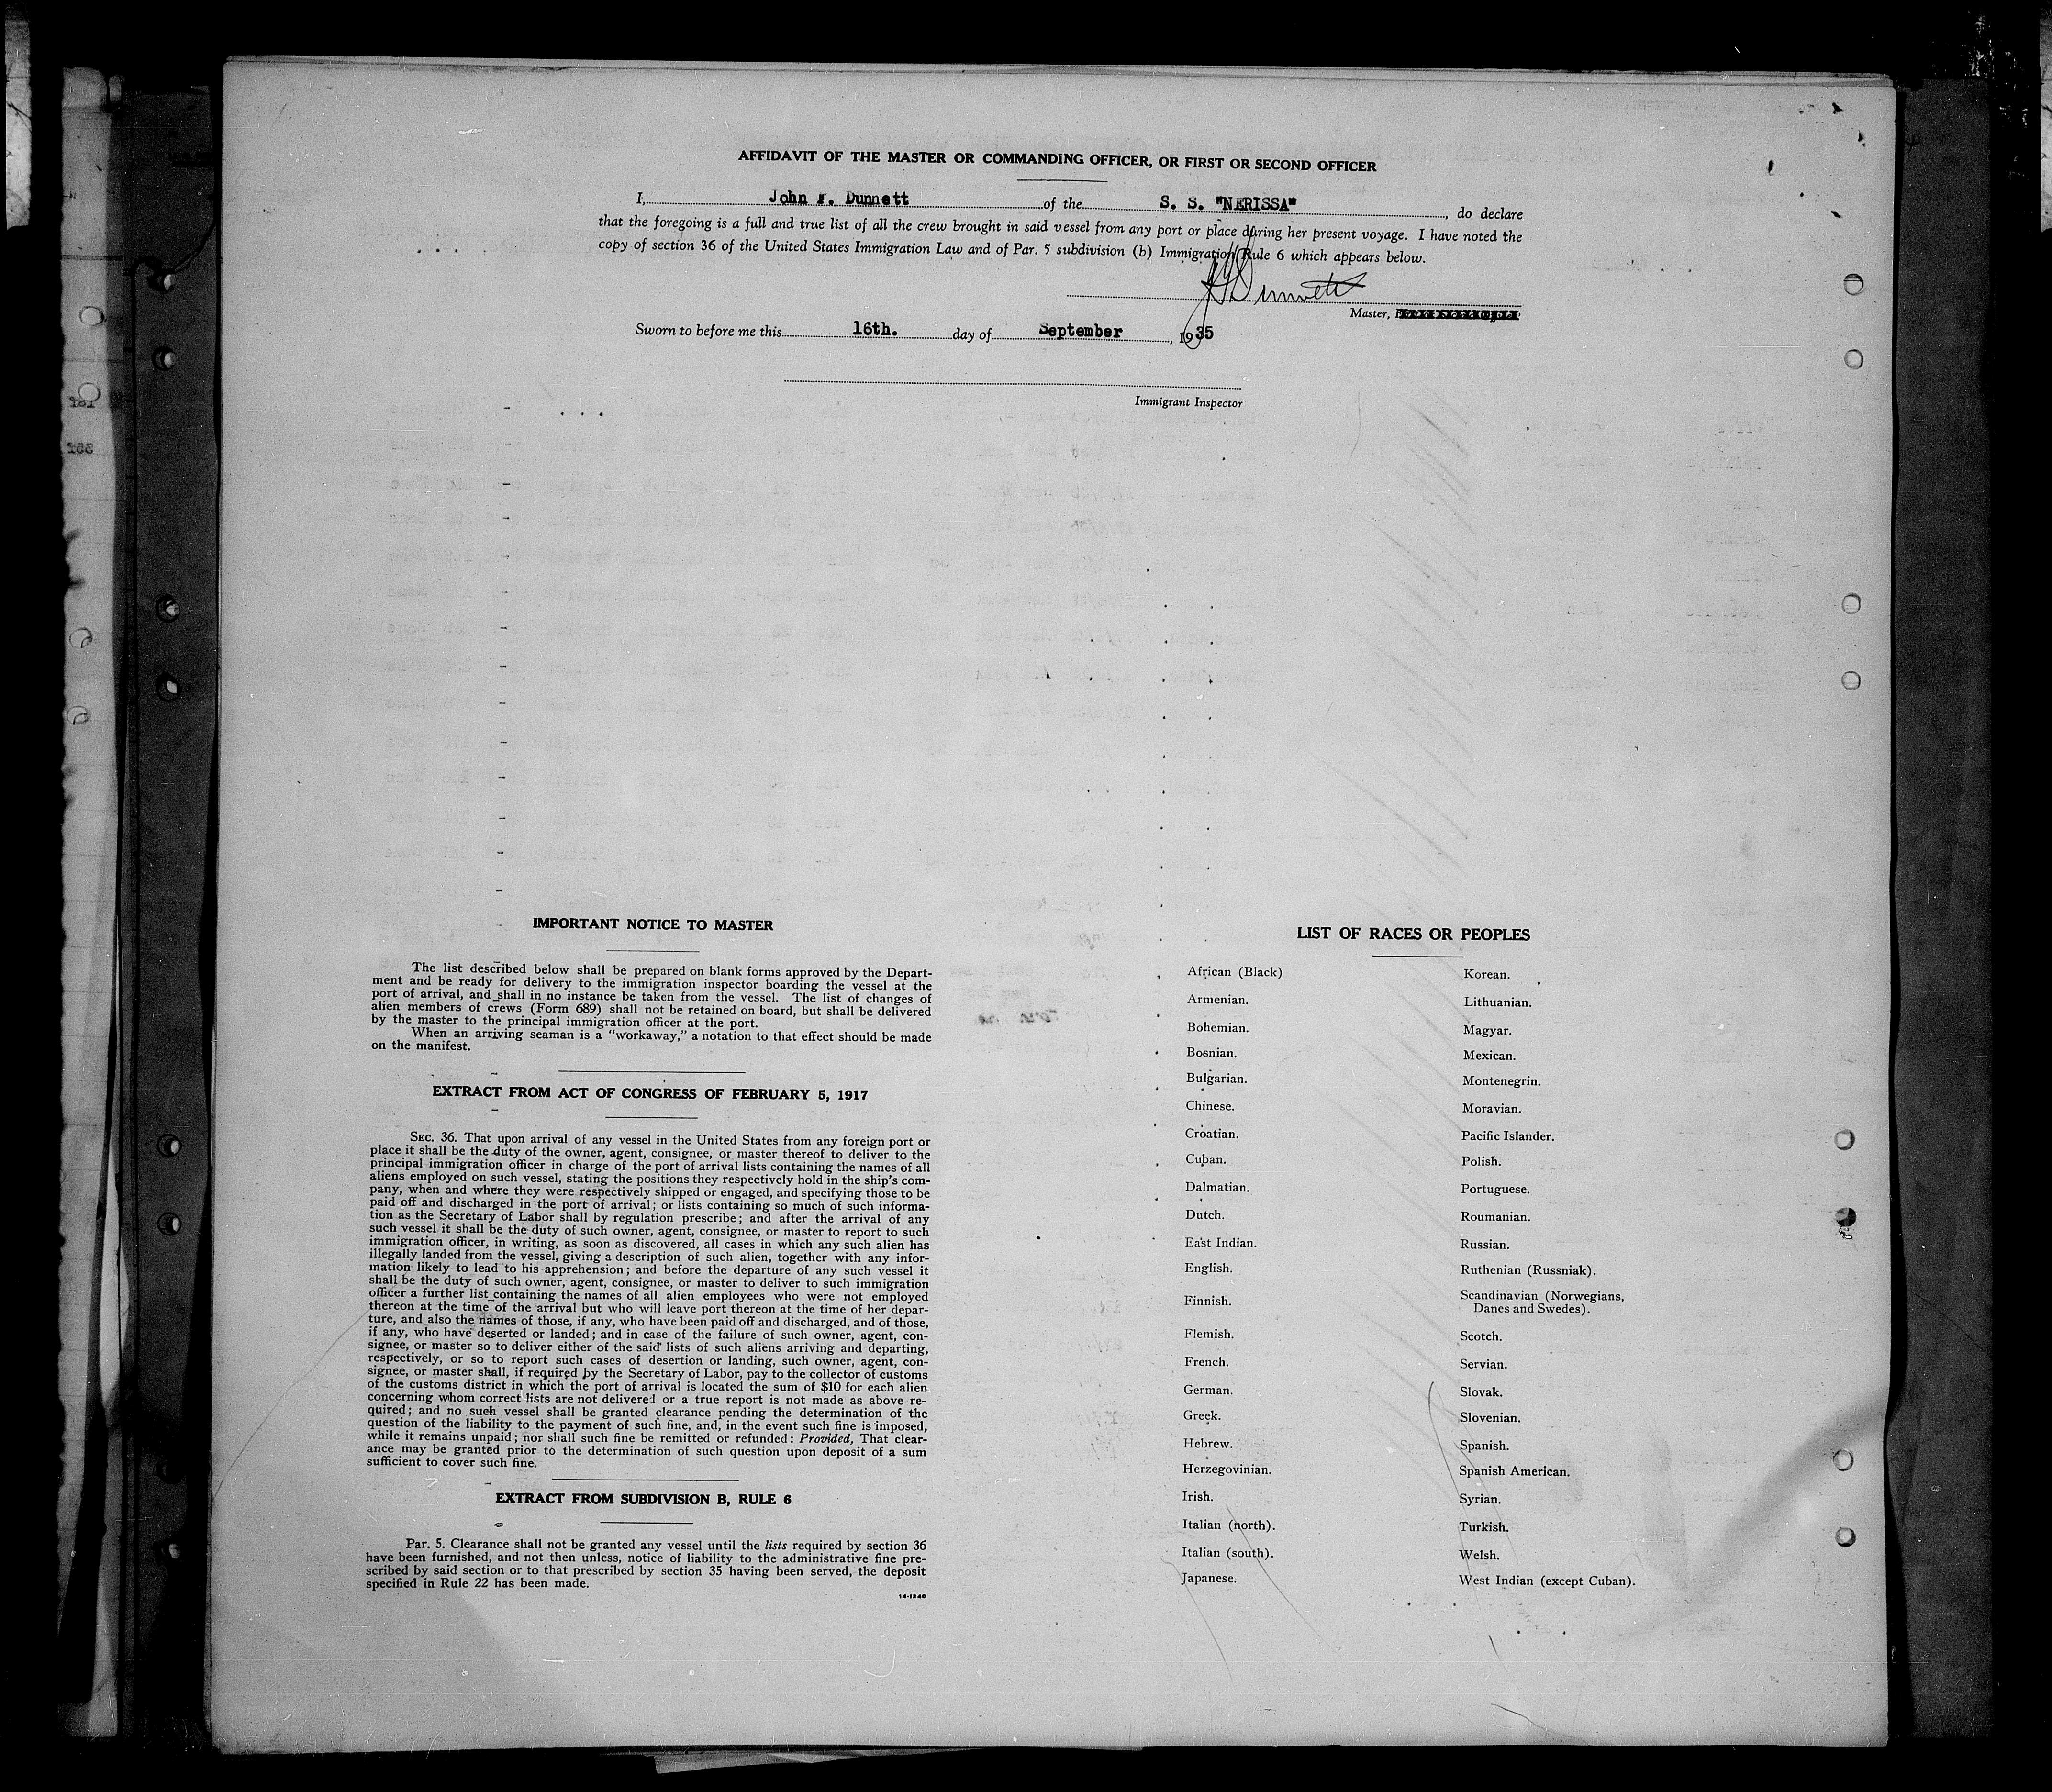 AFFIDAVIT OF THE MASTER OR COMMANDING OFFICER, OR FIRST OR SECOND OFFICER
I, John . Dunnett of the S. S. "NERISSA", do declare
that the foregoing is a full and true list of all the crew brought in said vessel from any port or place during her present voyage. I have noted the
copy of section 36 of the United States Immigration Law and of Par. 5 subdivision (b) Immigration Rule 6 which appears below.
Dunnett
Master,
Sworn to before me this 16th. day of September, 1935
Immigrant Inspector
IMPORTANT NOTICE TO MASTER
The list described below shall be prepared on blank forms approved by the Depart-
ment and be ready for delivery to the immigration inspector boarding the vessel at the
port of arrival, and shall in no instance be taken from the vessel. The list of changes of
alien members of crews (Form 689) shall not be retained on board, but shall be delivered
by the master to the principal immigration officer at the port.
When an arriving seaman is a "workaway," a notation to that effect should be made
on the manifest.
EXTRACT FROM ACT OF CONGRESS OF FEBRUARY 5, 1917
SEC. 36. That upon arrival of any vessel in the United States from any foreign port or
place it shall be the duty of the owner, agent, consignee, or master thereof to deliver to the
principal immigration officer in charge of the port of arrival lists containing the names of all
aliens employed on such vessel, stating the positions they respectively hold in the ship's com-
pany, when and where they were respectively shipped or engaged, and specifying those to be
paid off and discharged in the port of arrival; or lists containing so much of such informa-
tion as the Secretary of Labor shall by regulation prescribe; and after the arrival of any
such vessel it shall be the duty of such owner, agent, consignee, or master to report to such
immigration officer, in writing, as soon as discovered, all cases in which any such alien has
illegally landed from the vessel, giving a description of such alien, together with any infor-
mation likely to lead to his apprehension; and before the departure of any such vessel it
shall be the duty of such owner, agent, consignee, or master to deliver to such immigration
officer a further list containing the names of all alien employees who were not employed
thereon at the time of the arrival but who will leave port thereon at the time of her depar-
ture, and also the names of those, if any, who have been paid off and discharged, and of those,
if any, who have deserted or landed; and in case of the failure of such owner, agent, con-
signee, or master so to deliver either of the said lists of such aliens arriving and departing,
respectively, or so to report such cases of desertion or landing, such owner, agent, con-
signee, or master shall, if required by the Secretary of Labor, pay to the collector of customs
of the customs district in which the port of arrival is located the sum of $10 for each alien
concerning whom correct lists are not delivered or a true report is not made as above re-
quired; and no such vessel shall be granted clearance pending the determination of the
question of the liability to the payment of such fine, and, in the event such fine is imposed,
while it remains unpaid; nor shall such fine be remitted or refunded: Provided, That clear-
ance may be granted prior to the determination of such question upon deposit of a sum
sufficient to cover such fine.
EXTRACT FROM SUBDIVISION B, RULE 6
Par. 5. Clearance shall not be granted any vessel until the lists required by section 36
have been furnished, and not then unless, notice of liability to the administrative fine pre-
scribed by said section or to that prescribed by section 35 having been served, the deposit
specified in Rule 22 has been made.
14-1240
LIST OF RACES OR PEOPLES
African (Black)
Armenian.
Bohemian.
Bosnian.
Bulgarian.
Chinese.
Croatian.
Cuban.
Dalmatian.
Dutch.
East Indian.
English.
Finnish.
Flemish.
French.
German.
Greek.
Hebrew.
Herzegovinian.
Irish.
Italian (north).
Italian (south).
Japanese.
Korean.
Lithuanian.
Magyar.
Mexican.
Montenegrin.
Moravian.
Pacific Islander.
Polish.
Portuguese.
Roumanian.
Russian.
Ruthenian (Russniak).
Scandinavian (Norwegians,
Danes and Swedes).
Scotch.
Servian.
Slovak.
Slovenian.
Spanish.
Spanish American.
Syrian.
Turkish.
Welsh.
West Indian (except Cuban).